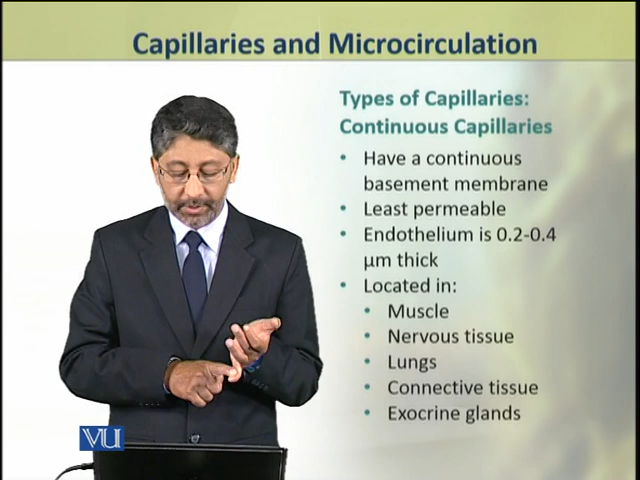 Capillaries and Microcirculation
Types of Capillaries:
Continuous Capillaries
• Have a continuous
basement membrane
• Least permeable
• Endothelium is 0.2-0.4
μm thick
• Located in:
• Muscle
• Nervous tissue
• Lungs
• Connective tissue
• Exocrine glands
VU